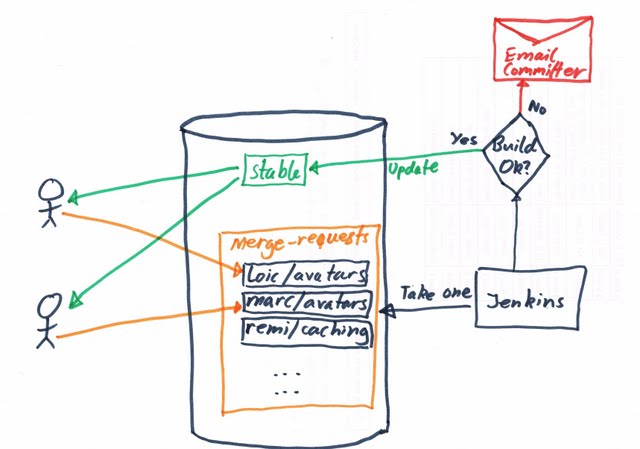 Email
Committer
No
Yes
Build
Ok?
stable
Update
Merge-requests
loic/avatars
marc/avatars
remi/caching
...
...
Take one
Jenkins